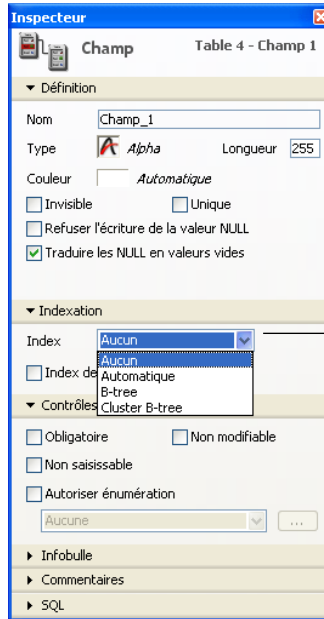 Inspecteur
Champ Table 4 - Champ 1
Définition
Nom Champ_1
Type Alpha Longueur 255
Couleur Automatique
Invisible Unique
Refuser l'écriture de la valeur NULL
Traduire les NULL en valeurs vides
Indexation
Index Aucun
Aucun
Automatique
Index de
B-tree
Cluster B-tree
Contrôles
Obligatoire Non modifiable
Non saisissable
Autoriser énumération
Aucune ...
Infobulle
Commentaires
SQL